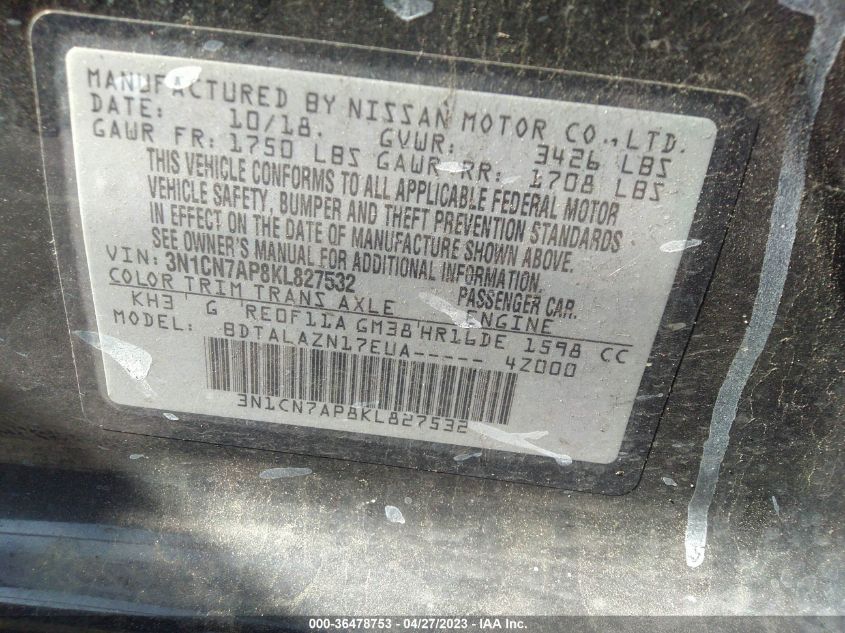 MANUFACTURED BY NISSAN MOTOR CO., LTD.
DATE: 10/18. GVWR: 3426 LBS
GAWR FR: 1750 LBS GAWR RR: 1708 LBS
THIS VEHICLE CONFORMS TO ALL APPLICABLE FEDERAL MOTOR
VEHICLE SAFETY, BUMPER AND THEFT PREVENTION STANDARDS
IN EFFECT ON THE DATE OF MANUFACTURE SHOWN ABOVE.
SEE OWNER'S MANUAL FOR ADDITIONAL INFORMATION.
VIN: 3N1CN7AP8KL827532 PASSENGER CAR.
COLOR TRIM TRANS AXLE ENGINE
KH3 G RE0F11A GM38 HR16DE 1598 CC
MODEL: BDTALAZN17EUA----- 4Z000
3N1CN7AP8KL827532
000-36478753 - 04/27/2023 - IAA Inc.